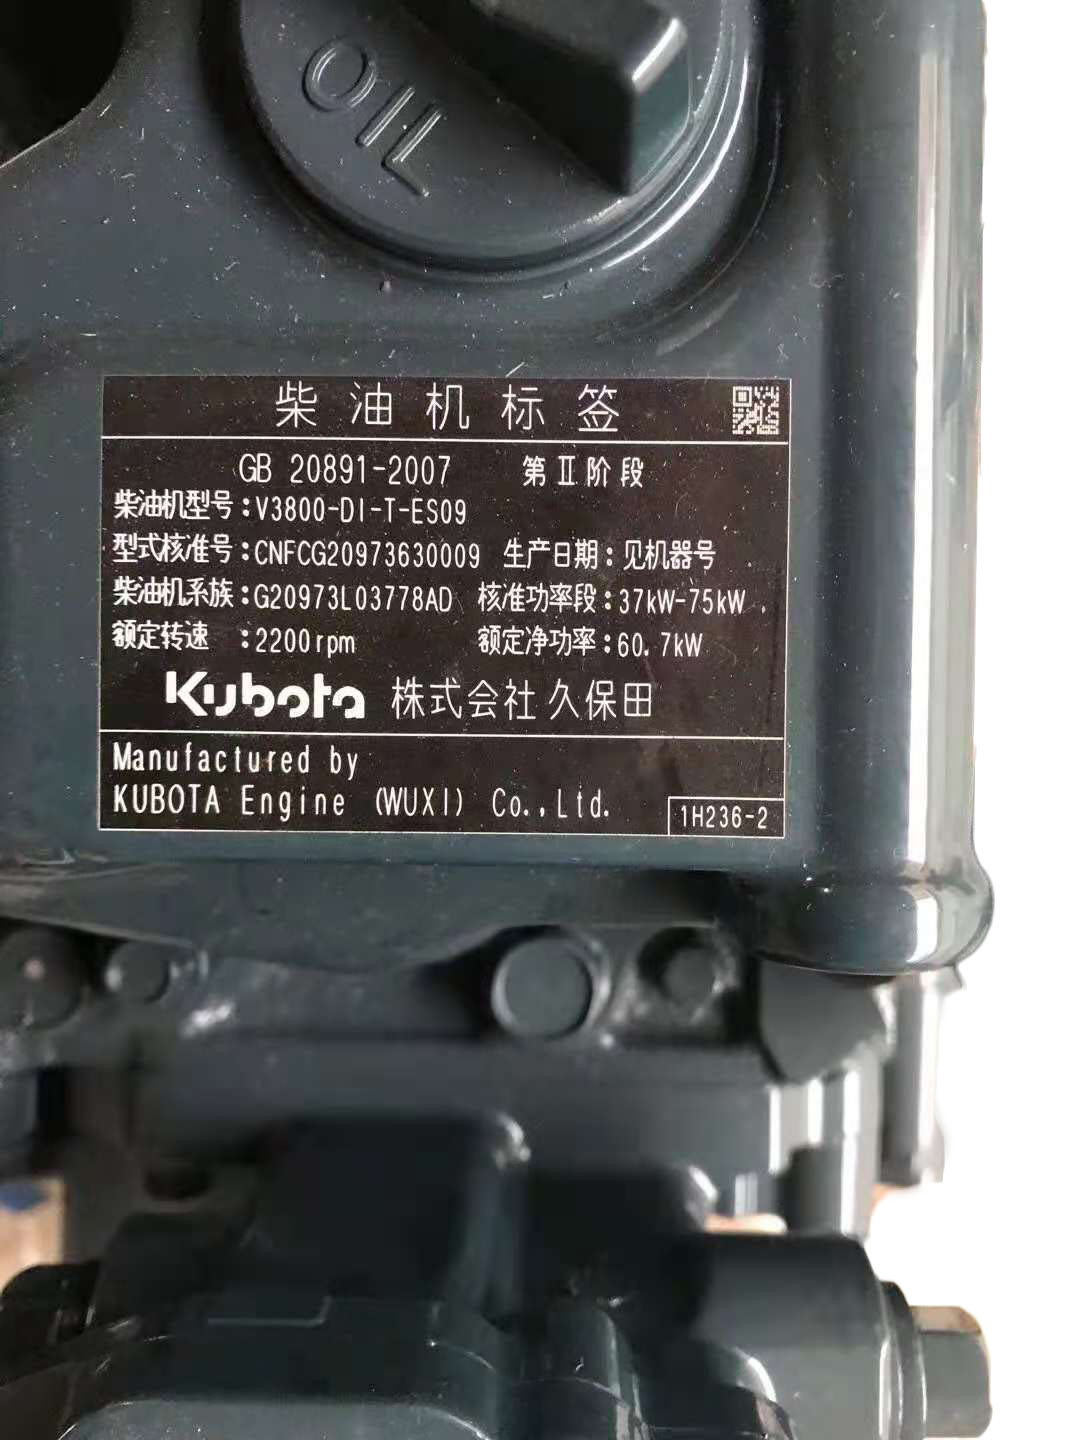 OIL
柴油机标签
GB 20891-2007 第Ⅱ阶段
柴油机型号:V3800-DI-T-ES09
型式核准号:CNFCG20973630009 生产日期:见机器号
柴油机系族:G20973L03778AD 核准功率段:37kW-75kW.
额定转速 :2200rpm 额定净功率:60.7kW
Kubota 株式会社久保田
Manufactured by
KUBOTA Engine (WUXI) Co.,Ltd.
1H236-2